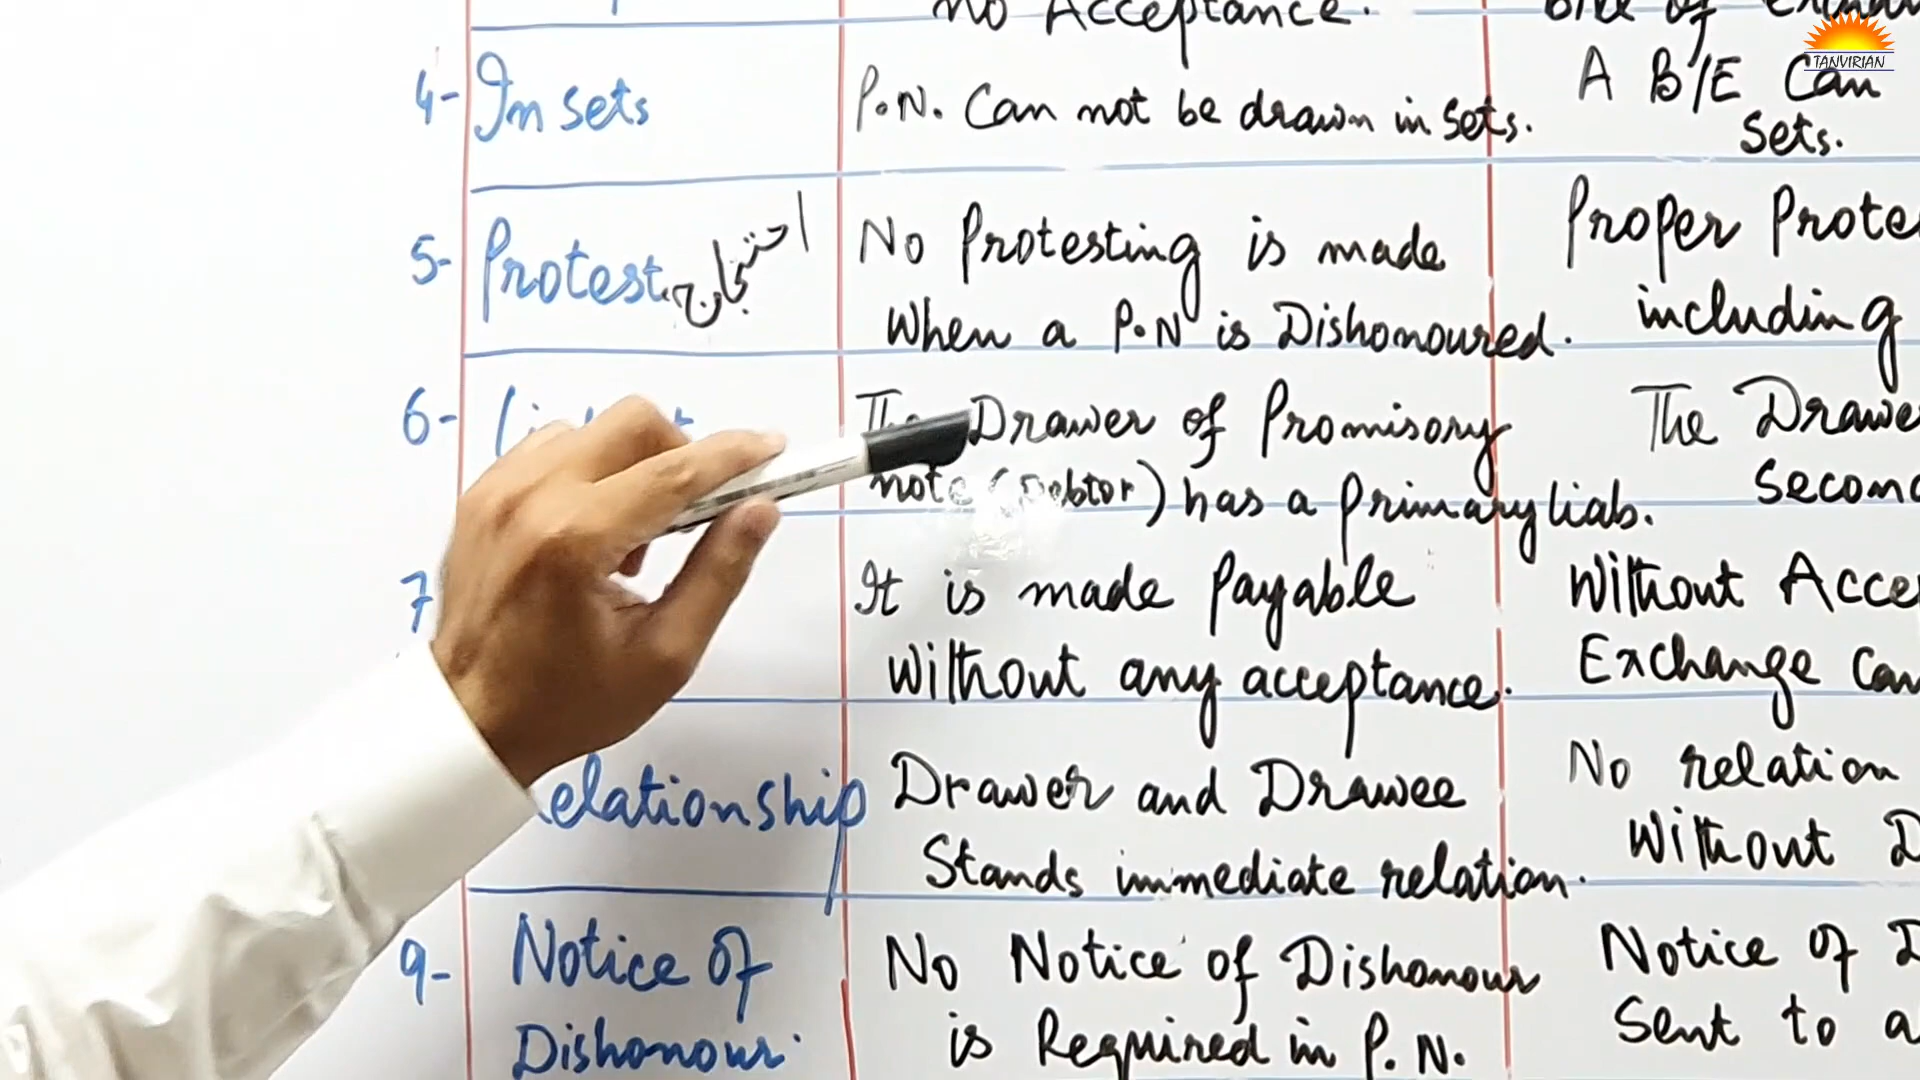 no Acceptance.
TANVIRIAN
4- In sets
P.N. Can not be drawn in sets.
A B/E Can
Sets.
5- Protest احتجاج
No Protesting is made
When a P.N is Dishonoured.
Proper Prote
including
6-
The Drawer of Promisory
note (Debtor) has a primary liab.
The Drawe
Secon
7
It is made payable
Without any acceptance.
Without Acce
Exchange Can
elationship
Drawer and Drawee
Stands immediate relation.
No relation
Without D
9- Notice Of
Dishonour.
No Notice of Dishonour
is Required in P.N.
Notice Of D
Sent to a